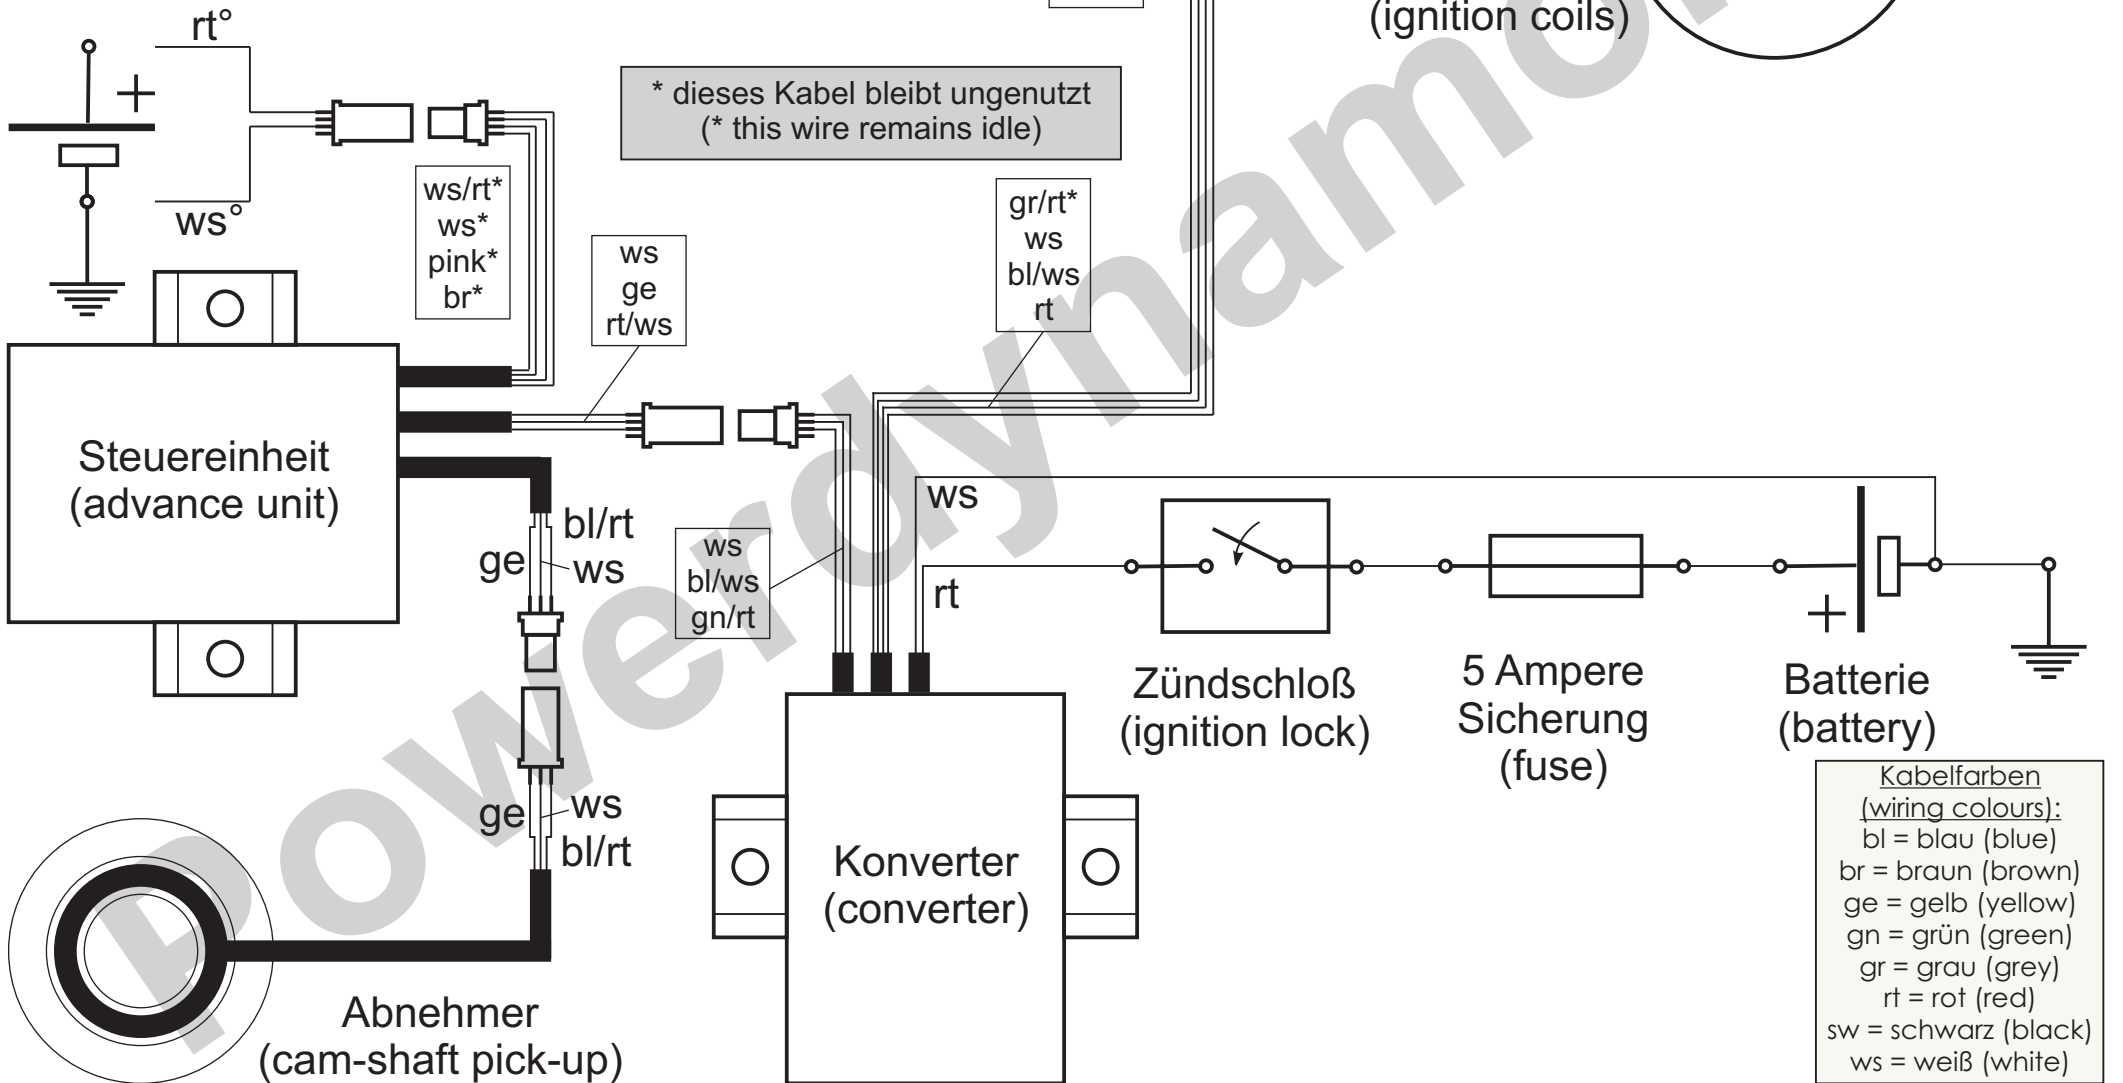 rt°
(ignition coils)
* dieses Kabel bleibt ungenutzt
(* this wire remains idle)
+
ws°
ws/rt*
ws*
pink*
br*
ws
ge
rt/ws
gr/rt*
ws
bl/ws
rt
Steuereinheit
(advance unit)
bl/rt
ge
ws
ws
bl/ws
gn/rt
ws
rt
+
Zündschloß
(ignition lock)
5 Ampere
Sicherung
(fuse)
Batterie
(battery)
ge
ws
bl/rt
Konverter
(converter)
Abnehmer
(cam-shaft pick-up)
Kabelfarben
(wiring colours):
bl = blau (blue)
br = braun (brown)
ge = gelb (yellow)
gn = grün (green)
gr = grau (grey)
rt = rot (red)
sw = schwarz (black)
ws = weiß (white)
Powerdynamo